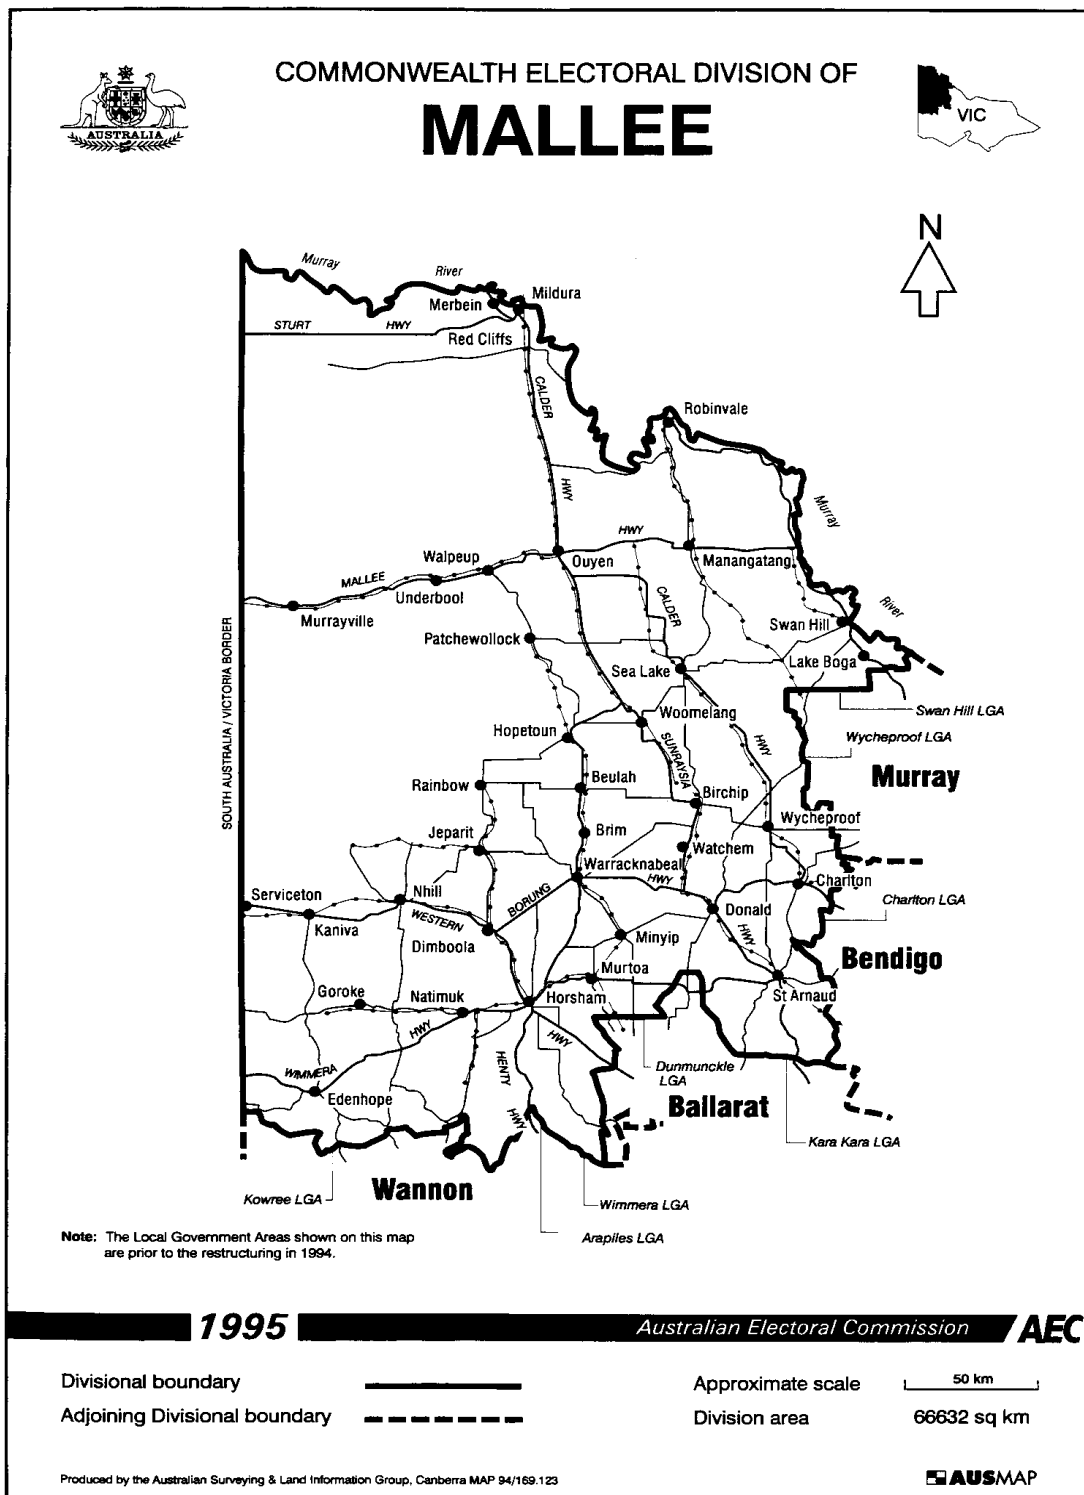 COMMONWEALTH ELECTORAL DIVISION OF
MALLEE
AUSTRALIA
VIC
N
Murray
River
Merbein
Mildura
STURT
HWY
Red Cliffs
CALDER
HWY
Robinvale
Murray
River
HWY
Walpeup
Ouyen
Manangatang
MALLEE
Underbool
Murrayville
CALDER
Swan Hill
Patchewollock
Lake Boga
Sea Lake
SOUTH AUSTRALIA / VICTORIA BORDER
Swan Hill LGA
Woomelang
Hopetoun
SUNRAYSIA
HWY
Wycheproof LGA
Murray
Rainbow
Beulah
Birchip
Wycheproof
Jeparit
Brim
Watchem
Warracknabeal
HWY
Charlton
Serviceton
Nhill
BORUNG
Donald
Charlton LGA
Kaniva
WESTERN
Dimboola
Minyip
HWY
Bendigo
Murtoa
Goroke
Natimuk
Horsham
St Arnaud
HWY
HWY
WIMMERA
HENTY
HWY
Dunmunckle
LGA
Edenhope
Ballarat
Kara Kara LGA
Wannon
Kowree LGA
Wimmera LGA
Arapiles LGA
Note: The Local Government Areas shown on this map
are prior to the restructuring in 1994.
1995
Australian Electoral Commission AEC
Divisional boundary
Approximate scale 50 km
Adjoining Divisional boundary
Division area 66632 sq km
Produced by the Australian Surveying & Land Information Group, Canberra MAP 94/169.123
AUSMAP